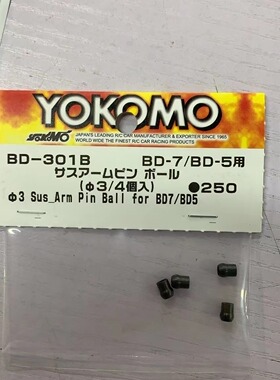 YOKOMO
YOKOMO
JAPAN'S LEADING R/C CAR MANUFACTURER & EXPORTER SINCE 1965
WORLD WIDE THE FINEST R/C CAR RACING PRODUCTS
BD-301B BD-7/BD-5用
サスアームピン ボール
(φ3/4個入) ●250
φ3 Sus_Arm Pin Ball for BD7/BD5